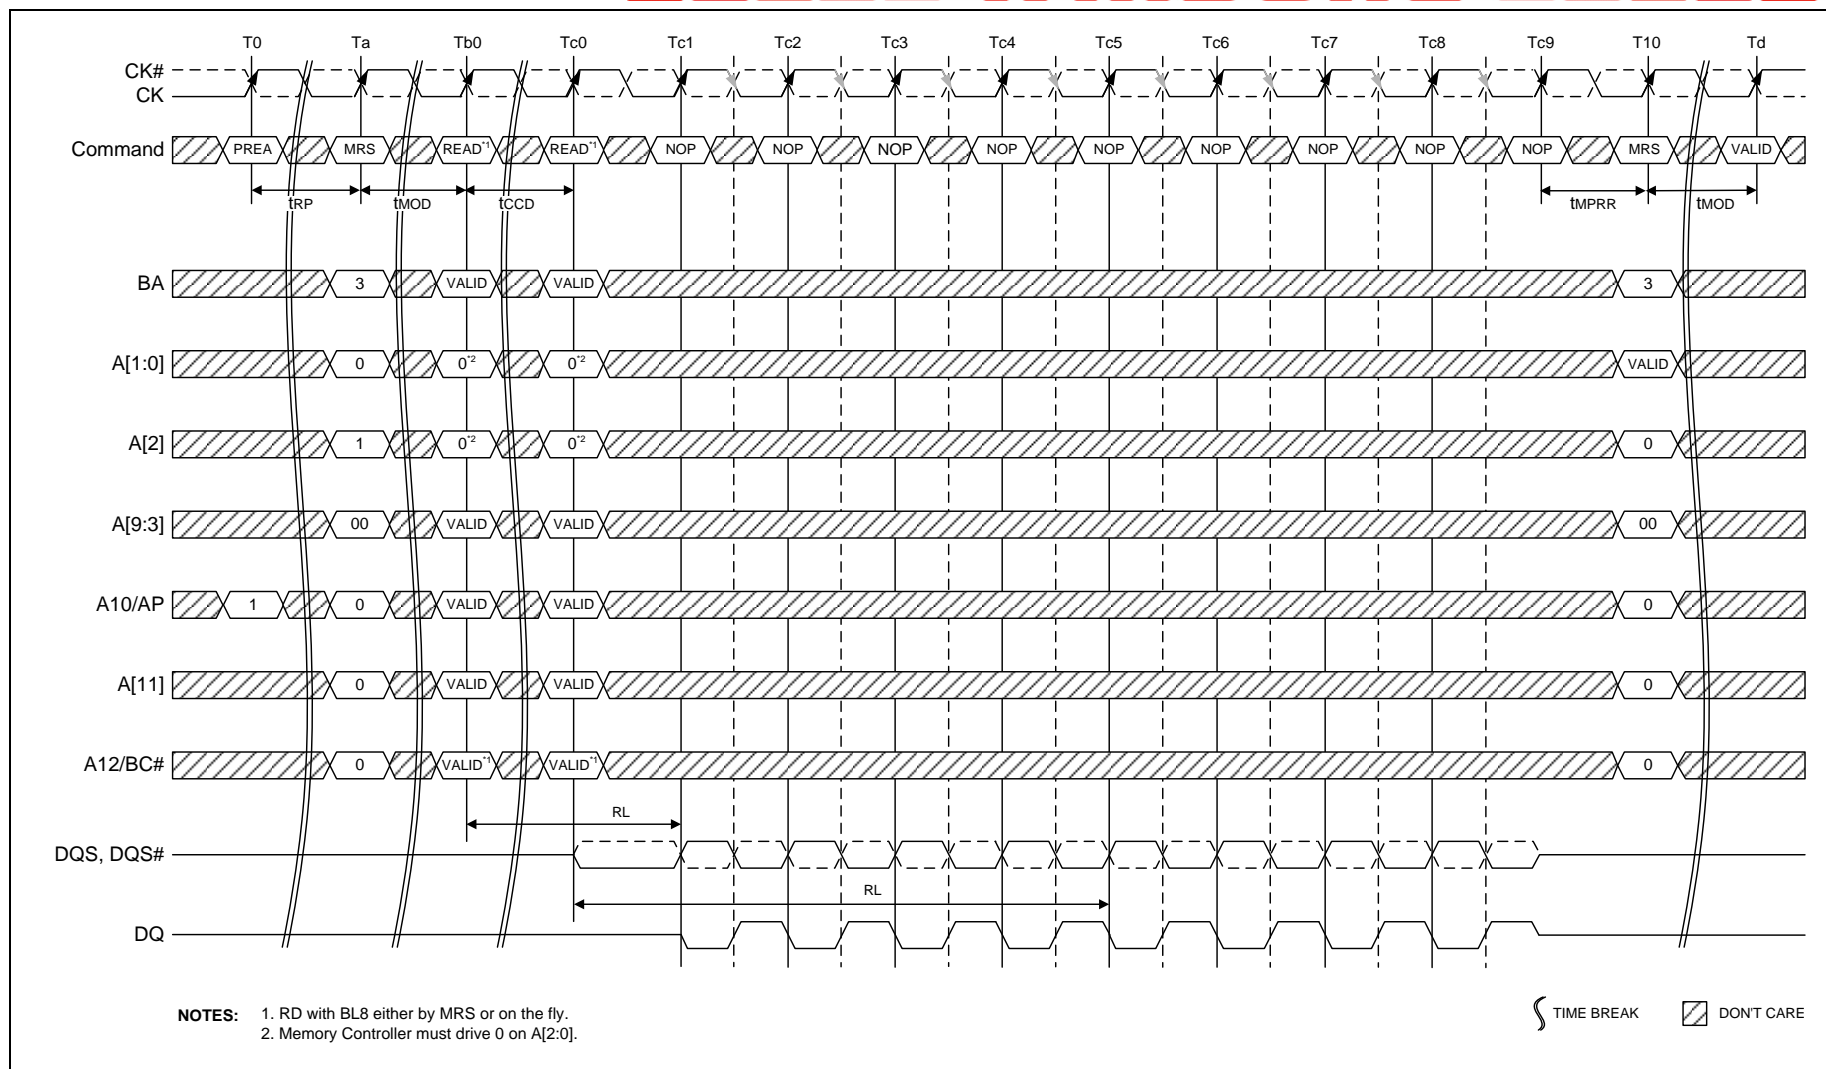 T0 Ta Tb0 Tc0 Tc1 Tc2 Tc3 Tc4 Tc5 Tc6 Tc7 Tc8 Tc9 T10 Td
CK#
CK
Command PREA MRS READ*1 READ*1 NOP NOP NOP NOP NOP NOP NOP NOP NOP MRS VALID
tRP tMOD tCCD tMPRR tMOD
BA 3 VALID VALID 3
A[1:0] 0 0*2 0*2 VALID
A[2] 1 0*2 0*2 0
A[9:3] 00 VALID VALID 00
A10/AP 1 0 VALID VALID 0
A[11] 0 VALID VALID 0
A12/BC# 0 VALID*1 VALID*1 0
RL
DQS, DQS#
RL
DQ
NOTES: 1. RD with BL8 either by MRS or on the fly.
2. Memory Controller must drive 0 on A[2:0].
TIME BREAK DON'T CARE